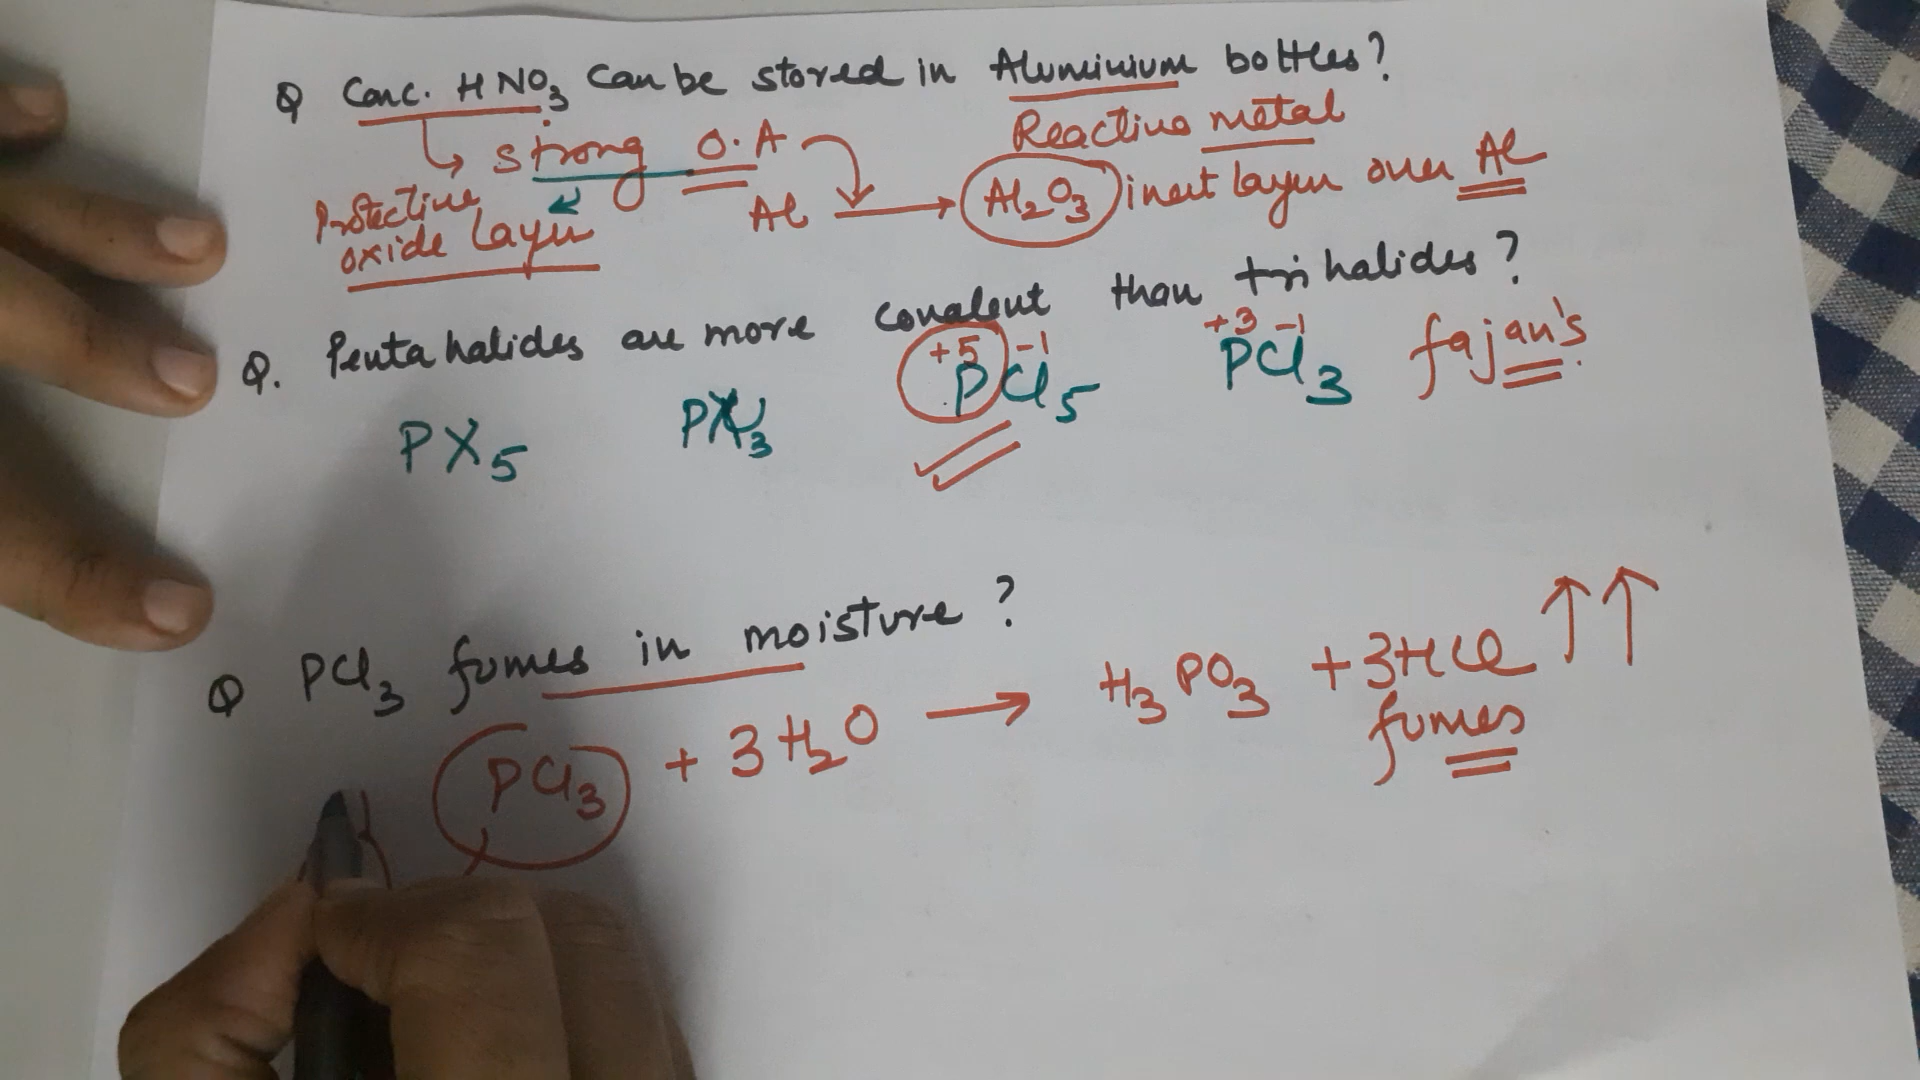 Q Conc. HNO3 can be stored in Aluminium bottles?
Reactive metal
strong O.A
Al → Al2O3 inert layer over Al
Protective
oxide layer
Q. Penta halides are more covalent than tri halides?
PX5 PX3 +5 -1 PCl5 +3 -1 PCl3 fajan's
Q PCl3 fumes in moisture?
PCl3 + 3H2O → H3PO3 + 3HCl ↑↑
fumes